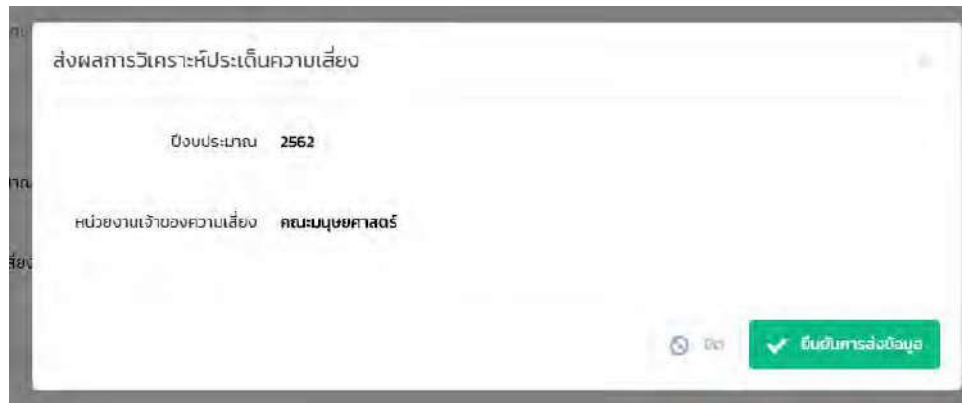 ส่งผลการวิเคราะห์ประเด็นความเสี่ยง
ปีงบประมาณ 2562
หน่วยงานเจ้าของความเสี่ยง คณะมนุษยศาสตร์
ปิด ยืนยันการส่งข้อมูล